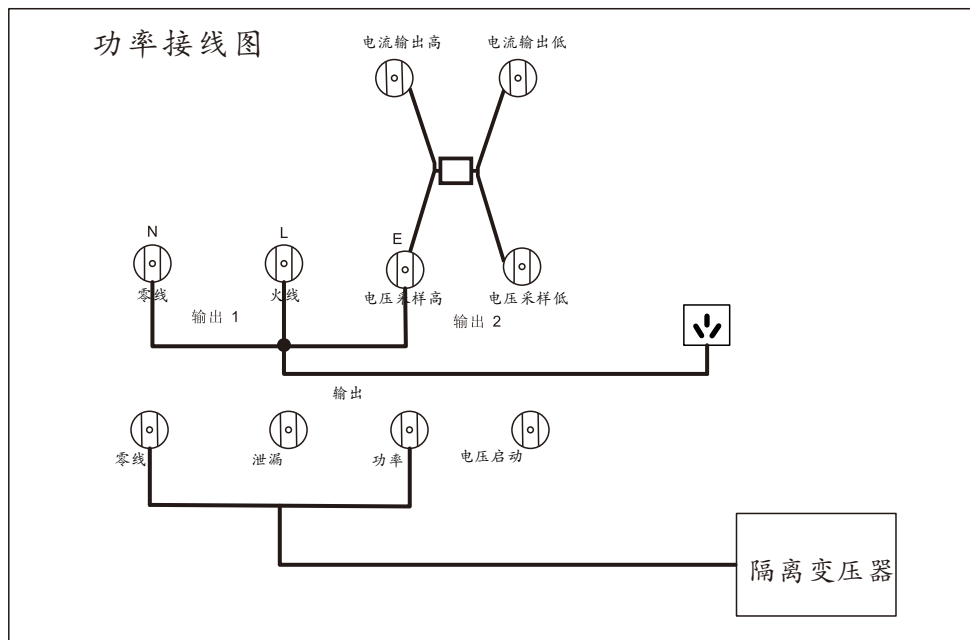 功率接线图
电流输出高
电流输出低
N
L
E
零线
火线
电压采样高
电压采样低
输出 1
输出 2
输出
零线
泄漏
功率
电压启动
隔离变压器